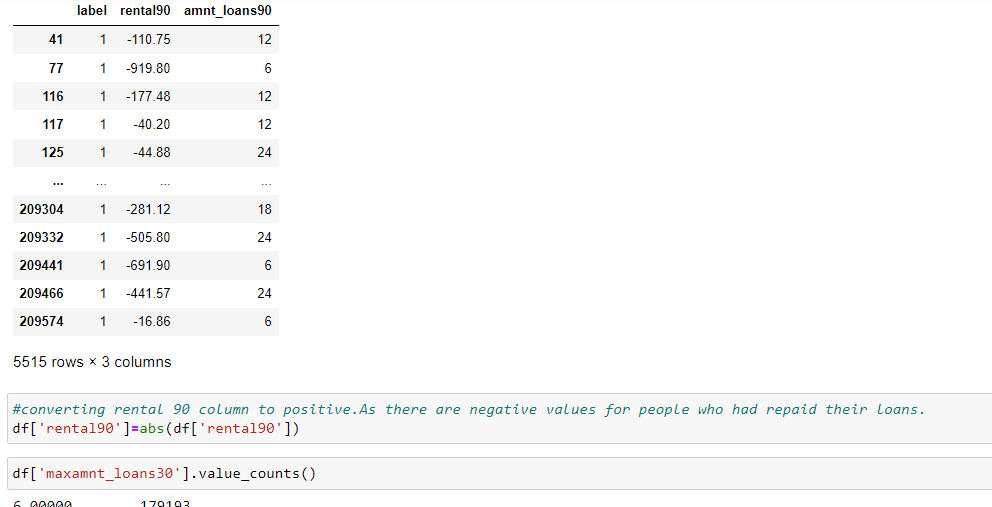 label rental90 amnt_loans90
41 1 -110.75 12
77 1 -919.80 6
116 1 -177.48 12
117 1 -40.20 12
125 1 -44.88 24
... ... ... ...
209304 1 -281.12 18
209332 1 -505.80 24
209441 1 -691.90 6
209466 1 -441.57 24
209574 1 -16.86 6
5515 rows × 3 columns
#converting rental 90 column to positive.As there are negative values for people who had repaid their loans.
df['rental90']=abs(df['rental90'])
df['maxamnt_loans30'].value_counts()
6.00000 179193